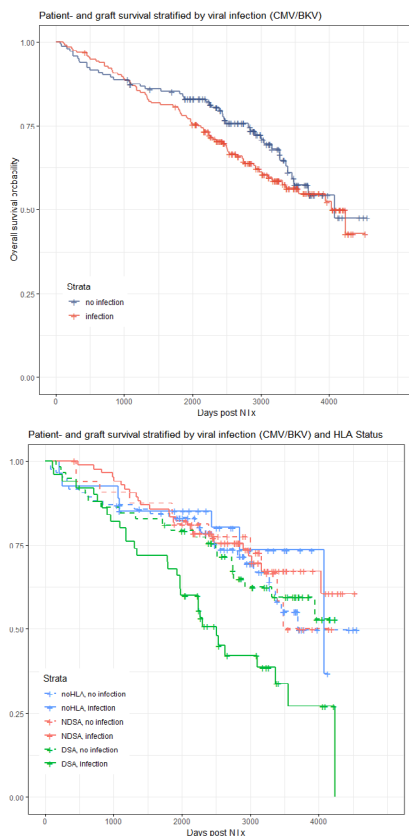 Patient- and graft survival stratified by viral infection (CMV/BKV)
Overall survival probability
1.00
0.75
0.50
0.25
0.00
Strata
no infection
infection
0 1000 2000 3000 4000 5000
Days post NTx
Patient- and graft survival stratified by viral infection (CMV/BKV) and HLA Status
1.00
0.75
0.50
0.25
0.00
Strata
noHLA, no infection
noHLA, infection
NDSA, no infection
NDSA, infection
DSA, no infection
DSA, infection
0 1000 2000 3000 4000
Days post NTx